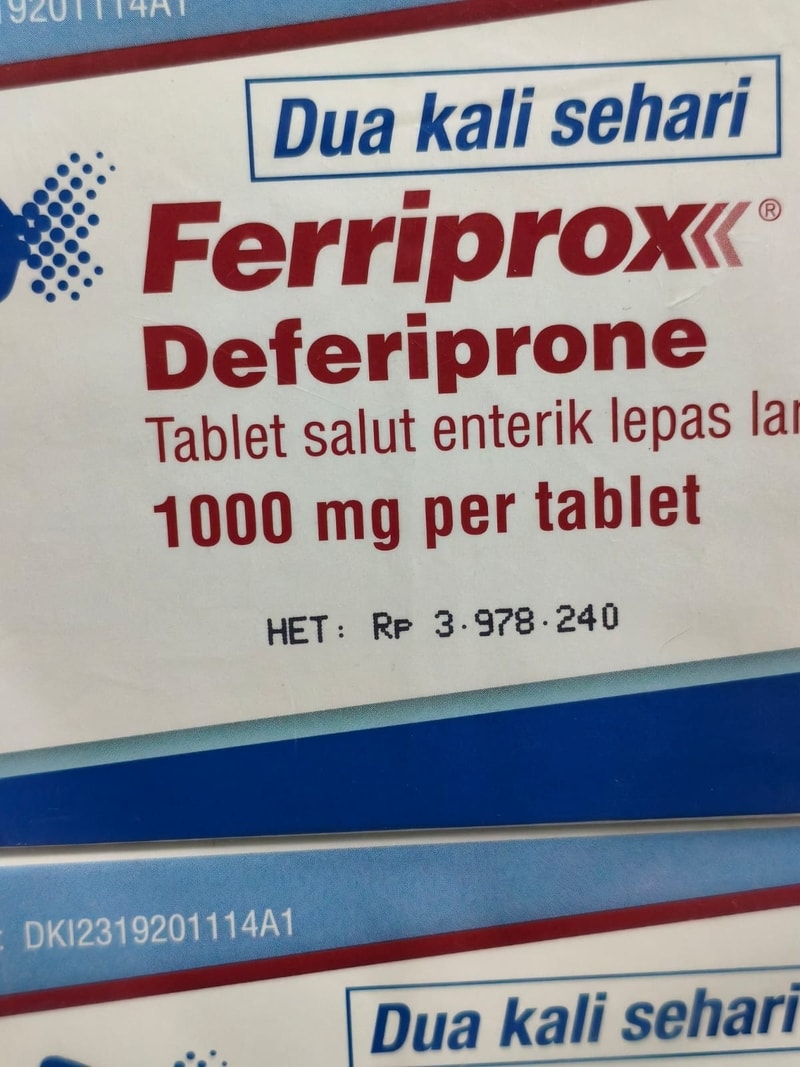 Dua kali sehari
Ferriprox®
Deferiprone
Tablet salut enterik lepas
1000 mg per tablet
HET: Rp 3.978.240
DKI2319201114A1
Dua kali sehari